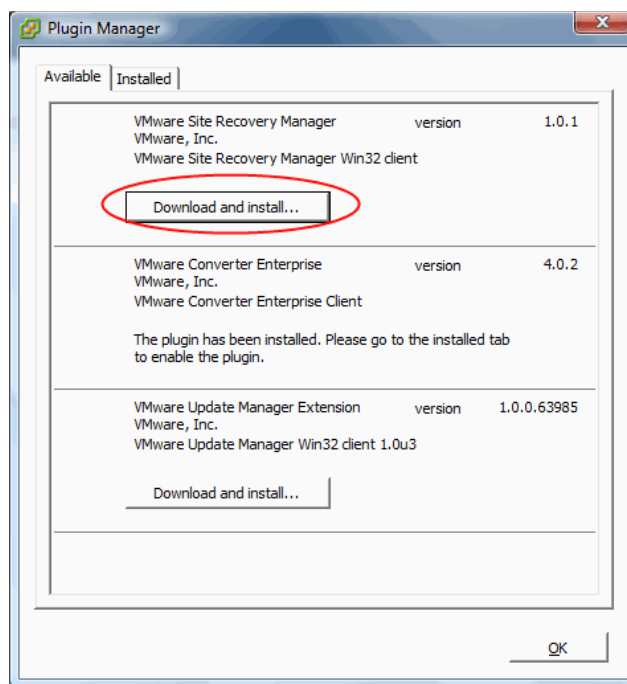 Plugin Manager
Available
Installed
VMware Site Recovery Manager version 1.0.1
VMware, Inc.
VMware Site Recovery Manager Win32 client
Download and install...
VMware Converter Enterprise version 4.0.2
VMware, Inc.
VMware Converter Enterprise Client
The plugin has been installed. Please go to the installed tab
to enable the plugin.
VMware Update Manager Extension version 1.0.0.63985
VMware, Inc.
VMware Update Manager Win32 client 1.0u3
Download and install...
OK